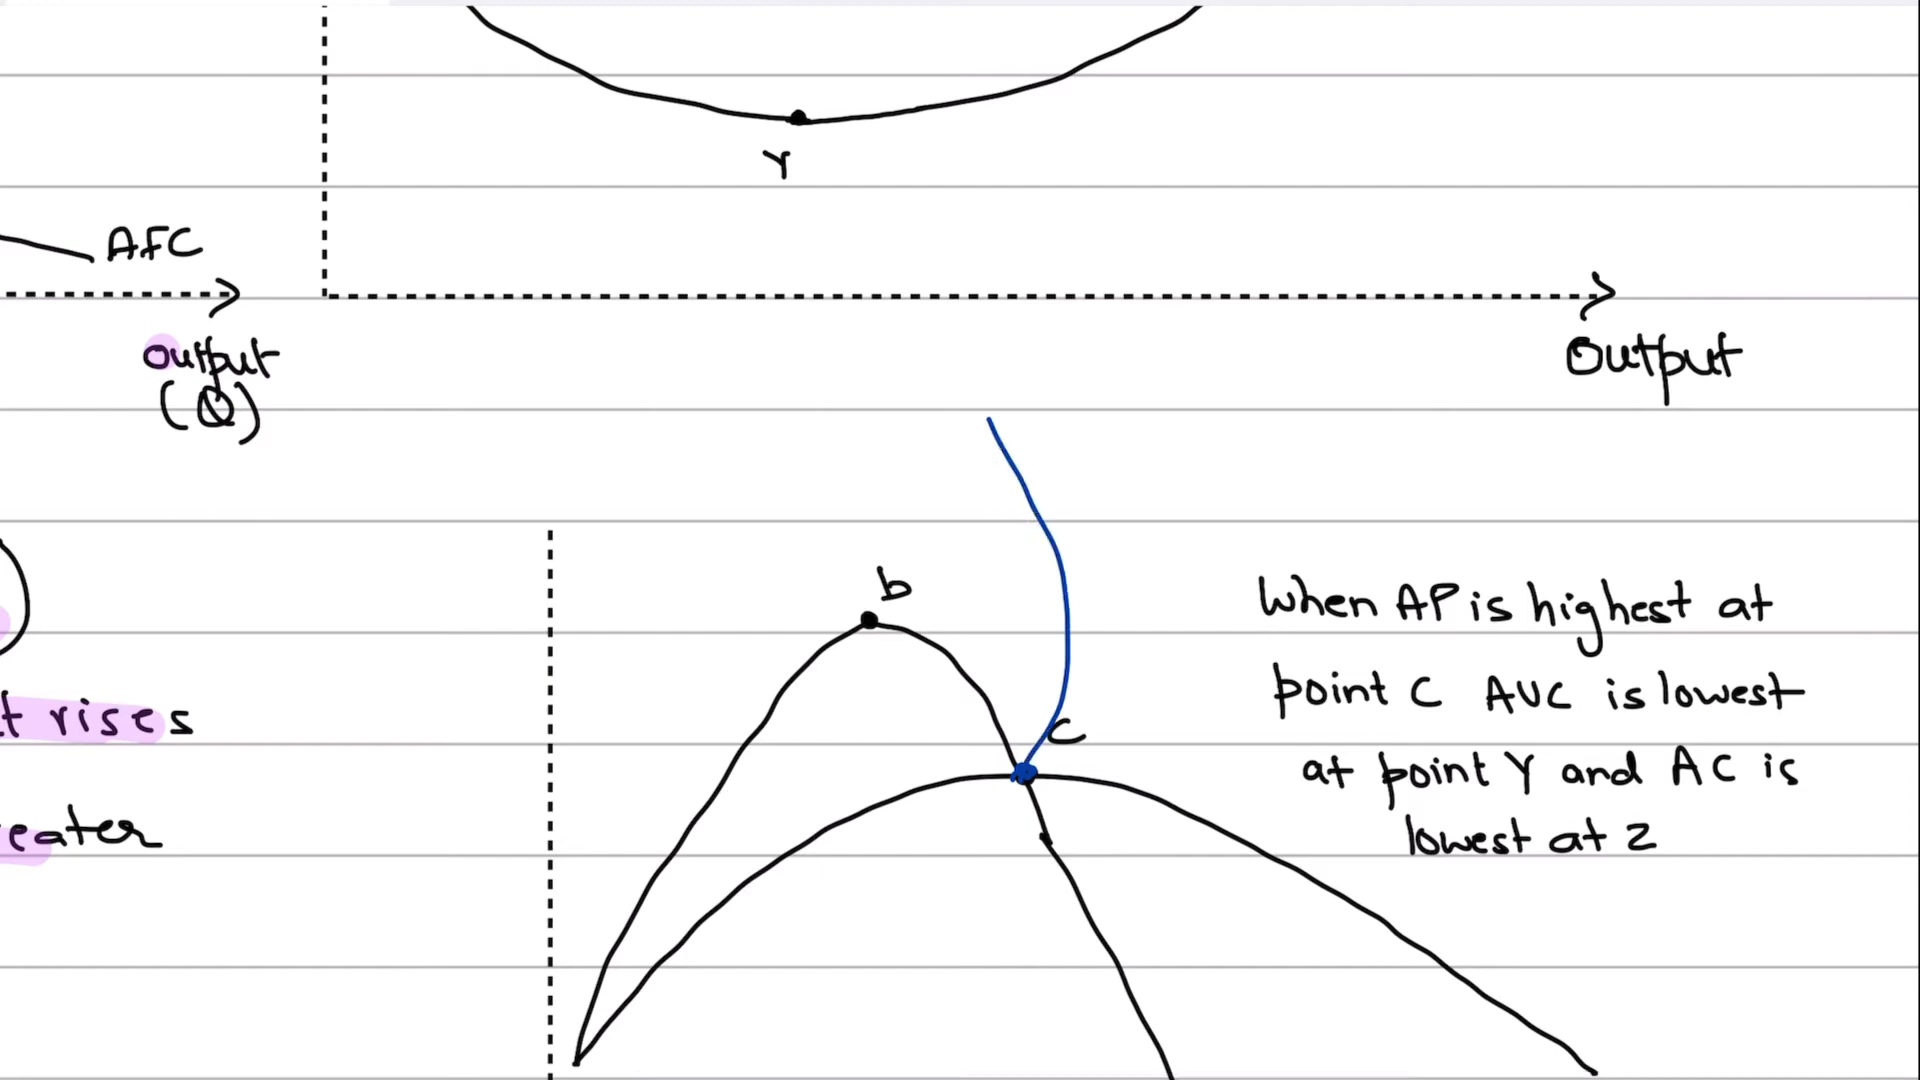 Y
AFC
output
(Q)
output
b
C
When AP is highest at
point C AVC is lowest
at point Y and AC is
lowest at Z
t rises
eater